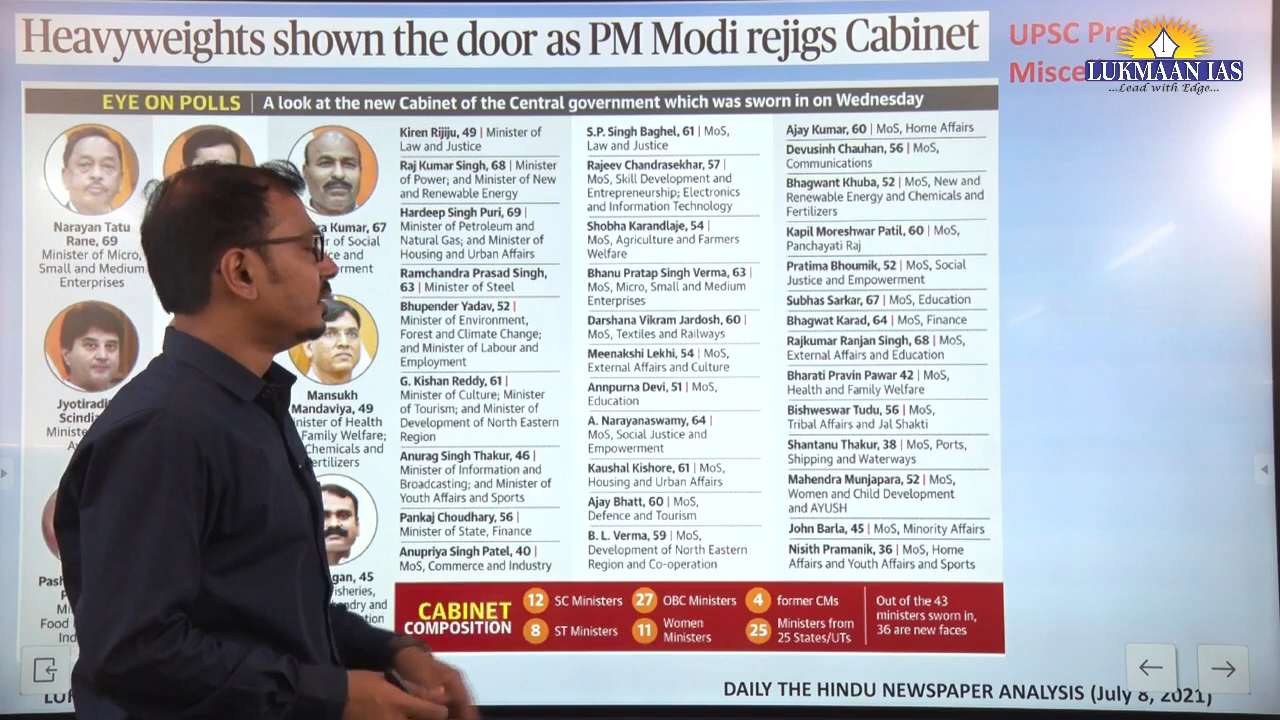 Heavyweights shown the door as PM Modi rejigs Cabinet
UPSC
LUKMAAN IAS
...Lead with Edge...
EYE ON POLLS | A look at the new Cabinet of the Central government which was sworn in on Wednesday
Narayan Tatu
Rane, 69
Minister of Micro,
Small and Medium
Enterprises
Kumar, 67
of Social
and
Mansukh
Mandaviya, 49
of Health
Family Welfare;
Chemicals and
45
and
Food
Kiren Rijiju, 49 | Minister of
Law and Justice
Raj Kumar Singh, 68 | Minister
of Power; and Minister of New
and Renewable Energy
Hardeep Singh Puri, 69 |
Minister of Petroleum and
Natural Gas; and Minister of
Housing and Urban Affairs
Ramchandra Prasad Singh,
63 | Minister of Steel
Bhupender Yadav, 52 |
Minister of Environment,
Forest and Climate Change;
and Minister of Labour and
Employment
G. Kishan Reddy, 61 |
Minister of Culture; Minister
of Tourism; and Minister of
Development of North Eastern
Region
Anurag Singh Thakur, 46 |
Minister of Information and
Broadcasting; and Minister of
Youth Affairs and Sports
Pankaj Choudhary, 56 |
Minister of State, Finance
Anupriya Singh Patel, 40 |
MoS, Commerce and Industry
S.P. Singh Baghel, 61 | MoS,
Law and Justice
Rajeev Chandrasekhar, 57 |
MoS, Skill Development and
Entrepreneurship; Electronics
and Information Technology
Shobha Karandlaje, 54 |
MoS, Agriculture and Farmers
Welfare
Bhanu Pratap Singh Verma, 63 |
MoS, Micro, Small and Medium
Enterprises
Darshana Vikram Jardosh, 60 |
MoS, Textiles and Railways
Meenakshi Lekhi, 54 | MoS,
External Affairs and Culture
Annpurna Devi, 51 | MoS,
Education
A. Narayanaswamy, 64 |
MoS, Social Justice and
Empowerment
Kaushal Kishore, 61 | MoS,
Housing and Urban Affairs
Ajay Bhatt, 60 | MoS,
Defence and Tourism
B. L. Verma, 59 | MoS,
Development of North Eastern
Region and Co-operation
Ajay Kumar, 60 | MoS, Home Affairs
Devusinh Chauhan, 56 | MoS,
Communications
Bhagwant Khuba, 52 | MoS, New and
Renewable Energy and Chemicals and
Fertilizers
Kapil Moreshwar Patil, 60 | MoS,
Panchayati Raj
Pratima Bhoumik, 52 | MoS, Social
Justice and Empowerment
Subhas Sarkar, 67 | MoS, Education
Bhagwat Karad, 64 | MoS, Finance
Rajkumar Ranjan Singh, 68 | MoS,
External Affairs and Education
Bharati Pravin Pawar 42 | MoS,
Health and Family Welfare
Bishweswar Tudu, 56 | MoS,
Tribal Affairs and Jal Shakti
Shantanu Thakur, 38 | MoS, Ports,
Shipping and Waterways
Mahendra Munjapara, 52 | MoS,
Women and Child Development
and AYUSH
John Barla, 45 | MoS, Minority Affairs
Nisith Pramanik, 36 | MoS, Home
Affairs and Youth Affairs and Sports
CABINET
COMPOSITION
12 SC Ministers
8 ST Ministers
27 OBC Ministers
11 Women
Ministers
4 former CMs
25 Ministers from
25 States/UTs
Out of the 43
ministers sworn in,
36 are new faces
DAILY THE HINDU NEWSPAPER ANALYSIS (July 8, 2021)